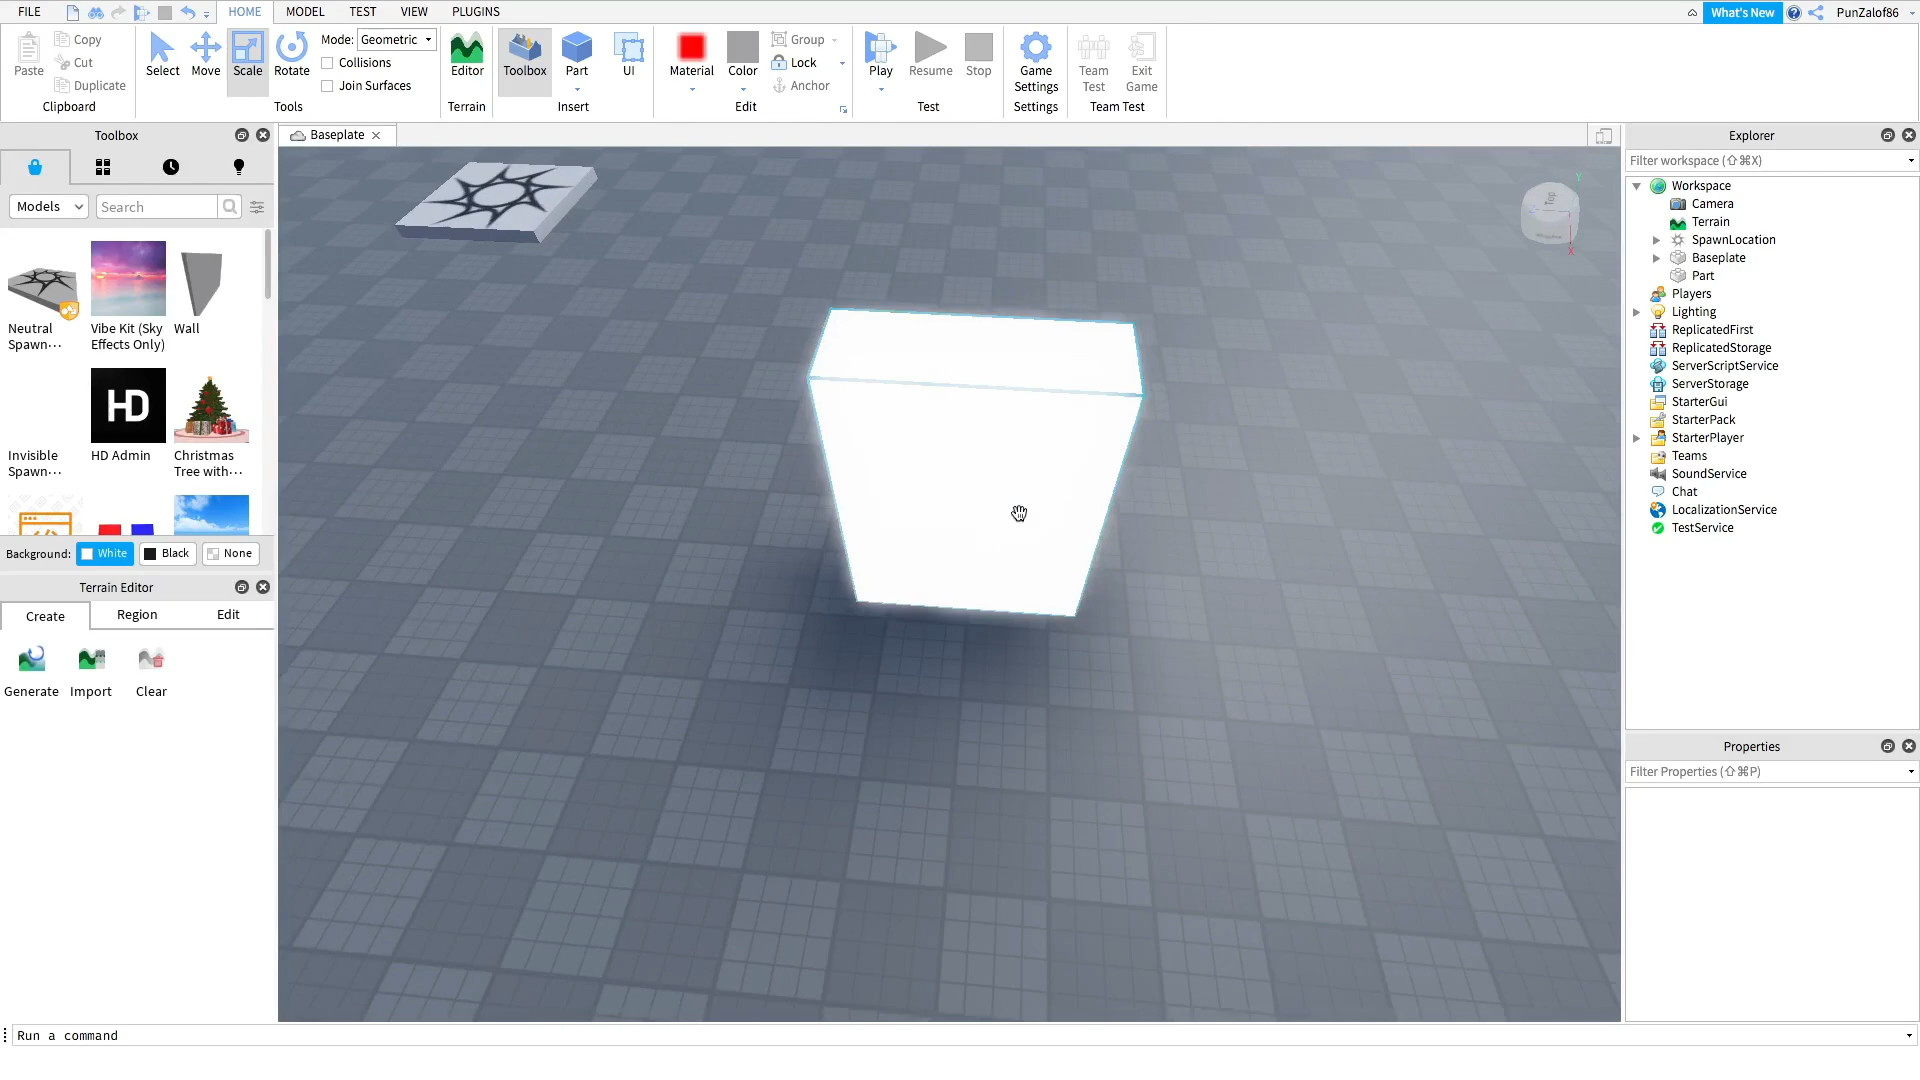 FILE
HOME
MODEL
TEST
VIEW
PLUGINS
What's New
PunZalof86
Paste
Copy
Cut
Duplicate
Clipboard
Select
Move
Scale
Rotate
Mode: Geometric
Collisions
Join Surfaces
Tools
Editor
Terrain
Toolbox
Part
UI
Insert
Material
Color
Group
Lock
Anchor
Edit
Play
Resume
Stop
Test
Game
Settings
Settings
Team
Test
Exit
Game
Team Test
Toolbox
Models
Search
Neutral
Spawn...
Vibe Kit (Sky
Effects Only)
Wall
HD
Invisible
Spawn...
HD Admin
Christmas
Tree with...
Background: White Black None
Terrain Editor
Create
Region
Edit
Generate
Import
Clear
Baseplate
Y
Top
X
Explorer
Filter workspace (⇧⌘X)
Workspace
Camera
Terrain
SpawnLocation
Baseplate
Part
Players
Lighting
ReplicatedFirst
ReplicatedStorage
ServerScriptService
ServerStorage
StarterGui
StarterPack
StarterPlayer
Teams
SoundService
Chat
LocalizationService
TestService
Properties
Filter Properties (⇧⌘P)
Run a command